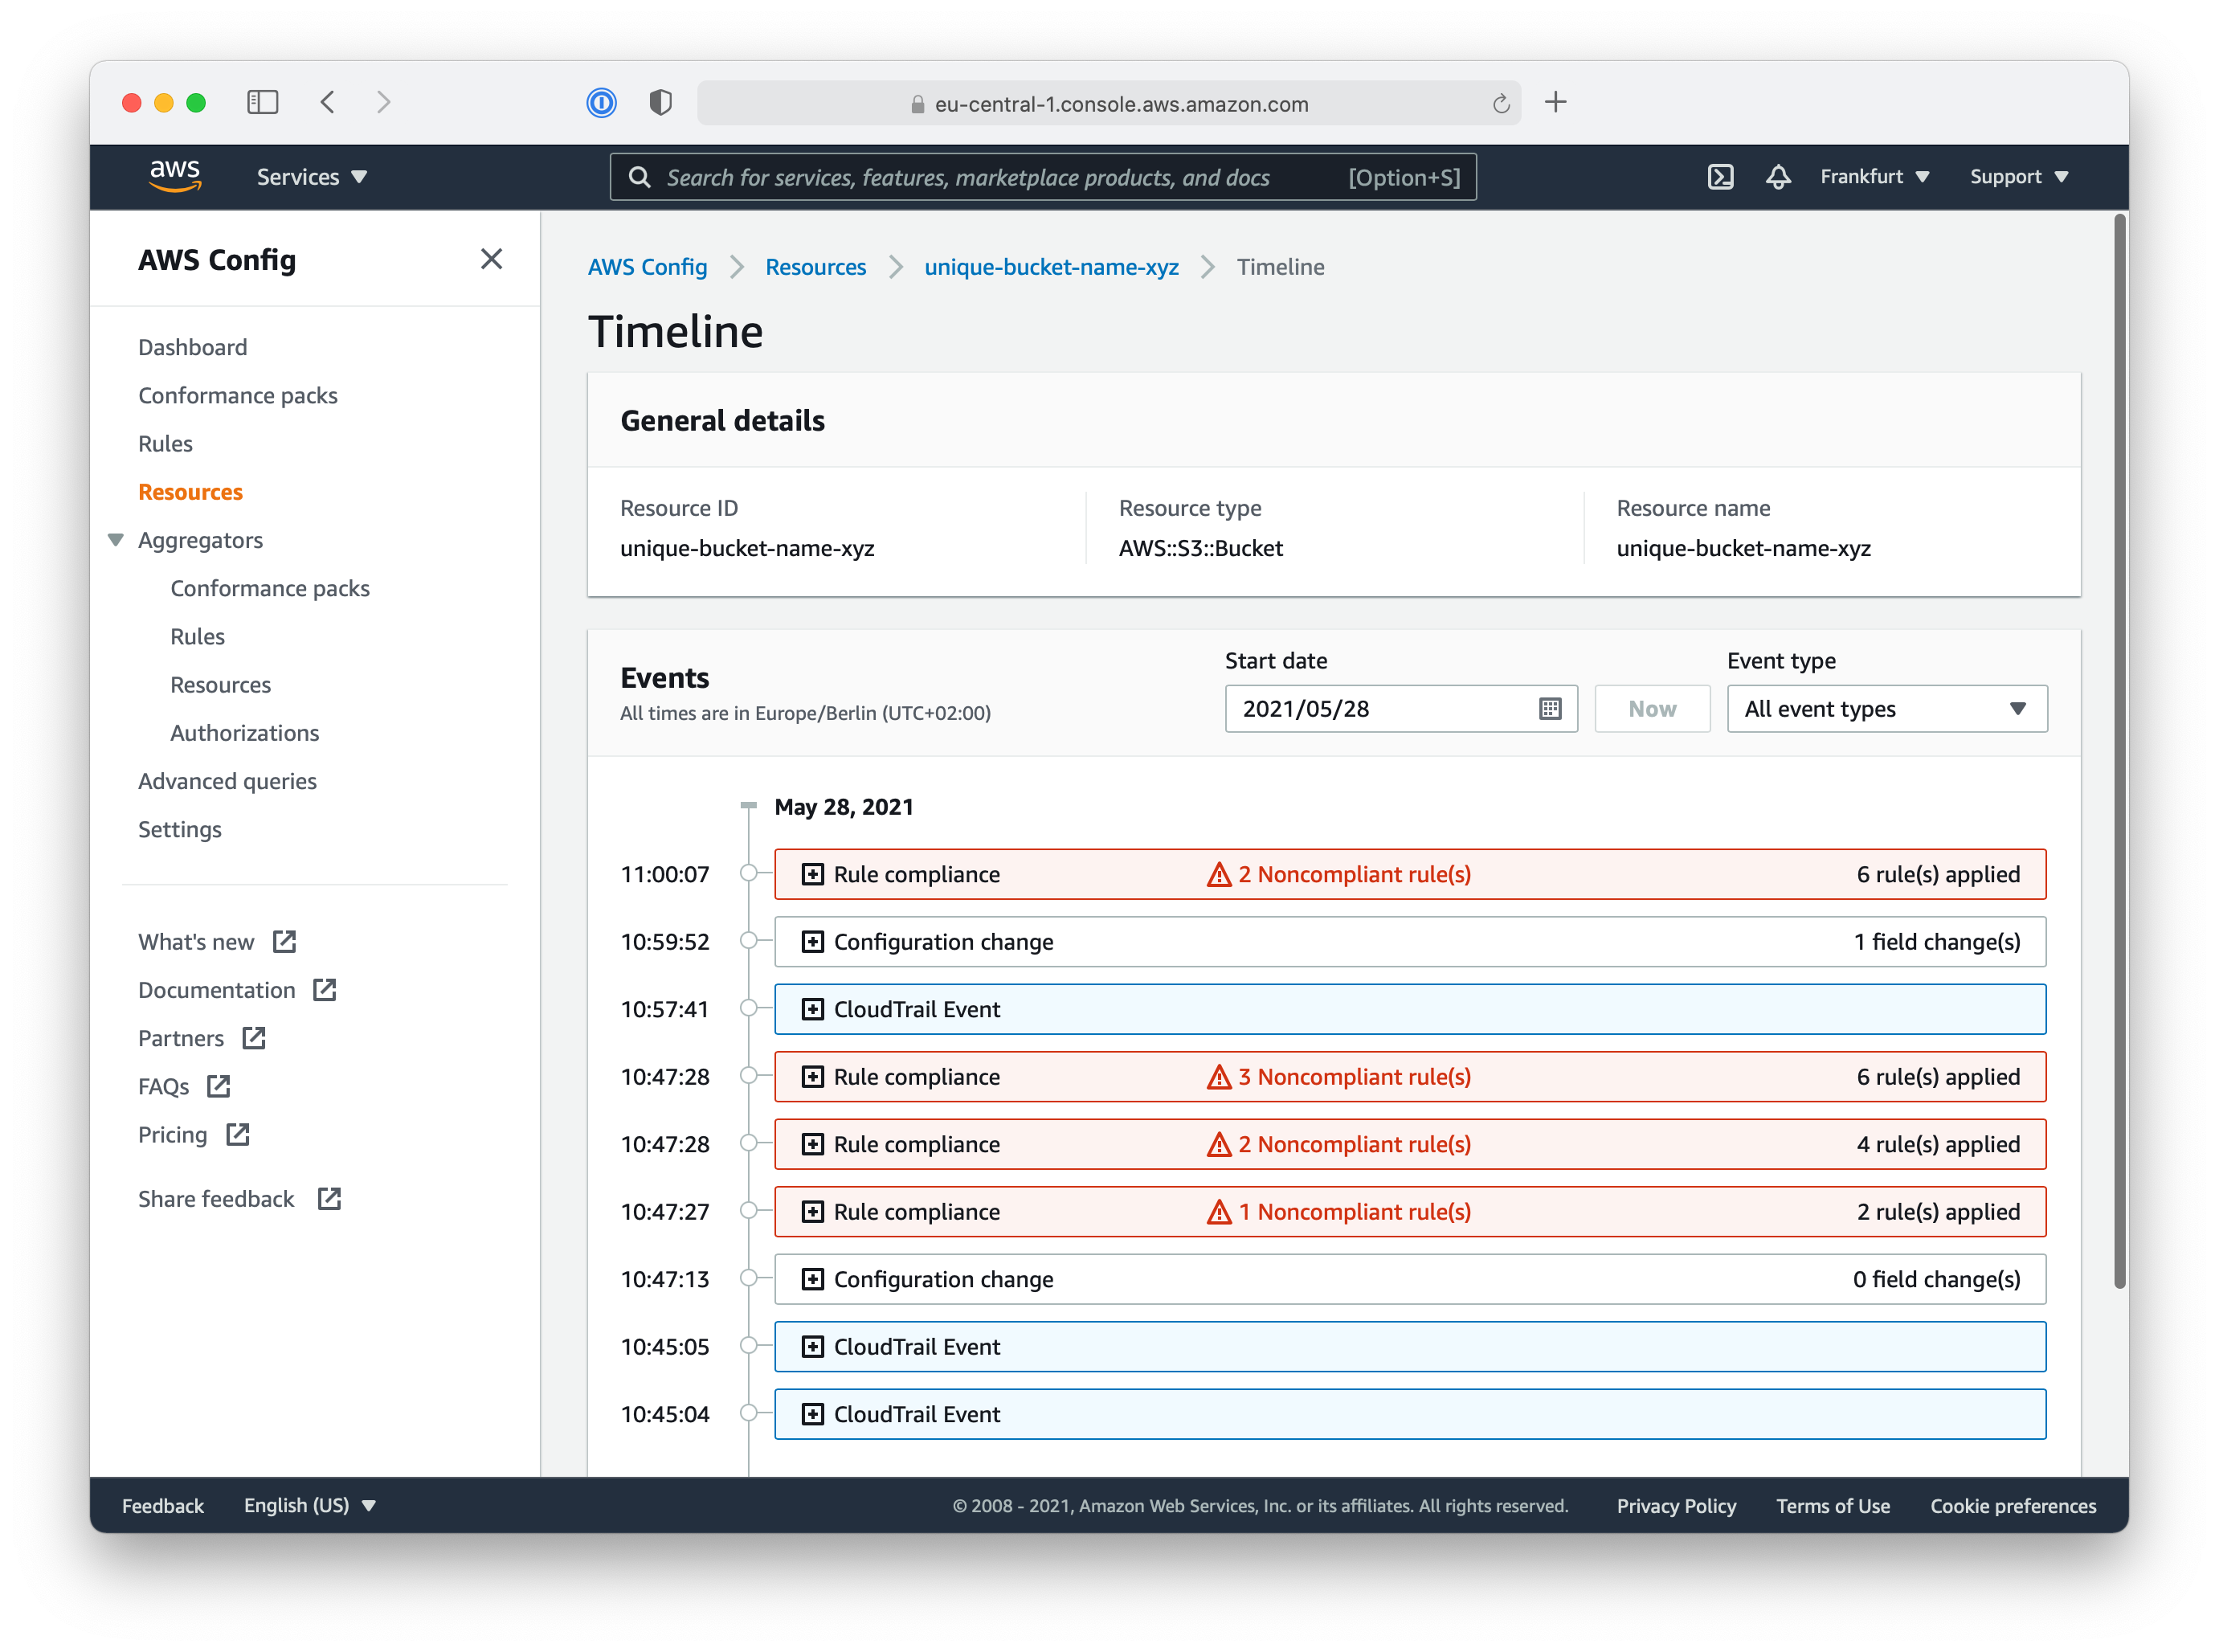 eu-central-1.console.aws.amazon.com
aws
Services
Search for services, features, marketplace products, and docs
[Option+S]
Frankfurt
Support
AWS Config
Dashboard
Conformance packs
Rules
Resources
Aggregators
Conformance packs
Rules
Resources
Authorizations
Advanced queries
Settings
What's new
Documentation
Partners
FAQs
Pricing
Share feedback
AWS Config
Resources
unique-bucket-name-xyz
Timeline
Timeline
General details
Resource ID
unique-bucket-name-xyz
Resource type
AWS::S3::Bucket
Resource name
unique-bucket-name-xyz
Events
All times are in Europe/Berlin (UTC+02:00)
Start date
2021/05/28
Now
Event type
All event types
May 28, 2021
11:00:07 Rule compliance 2 Noncompliant rule(s) 6 rule(s) applied
10:59:52 Configuration change 1 field change(s)
10:57:41 CloudTrail Event
10:47:28 Rule compliance 3 Noncompliant rule(s) 6 rule(s) applied
10:47:28 Rule compliance 2 Noncompliant rule(s) 4 rule(s) applied
10:47:27 Rule compliance 1 Noncompliant rule(s) 2 rule(s) applied
10:47:13 Configuration change 0 field change(s)
10:45:05 CloudTrail Event
10:45:04 CloudTrail Event
Feedback
English (US)
© 2008 - 2021, Amazon Web Services, Inc. or its affiliates. All rights reserved.
Privacy Policy
Terms of Use
Cookie preferences